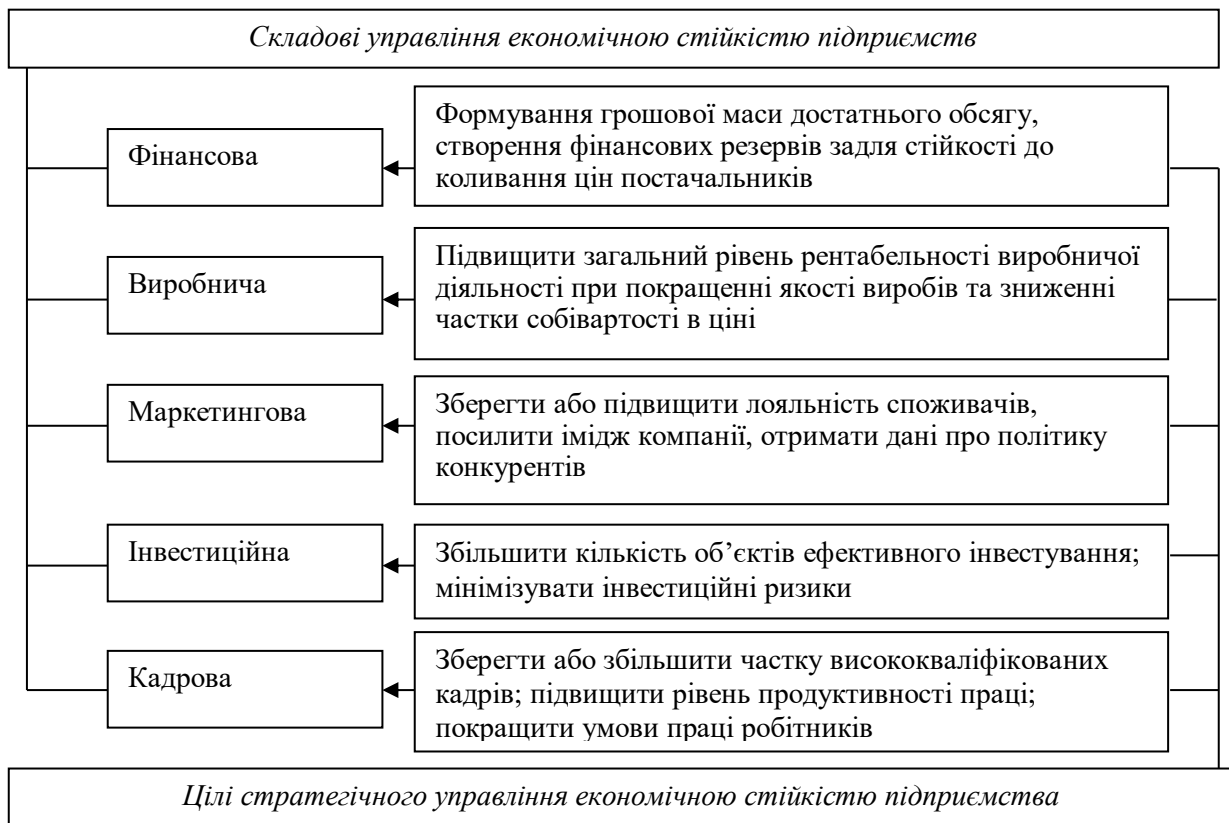 Складові управління економічною стійкістю підприємств
Фінансова
Формування грошової маси достатнього обсягу,
створення фінансових резервів задля стійкості до
коливання цін постачальників
Виробнича
Підвищити загальний рівень рентабельності виробничої
діяльності при покращенні якості виробів та зниженні
частки собівартості в ціні
Маркетингова
Зберегти або підвищити лояльність споживачів,
посилити імідж компанії, отримати дані про політику
конкурентів
Інвестиційна
Збільшити кількість об’єктів ефективного інвестування;
мінімізувати інвестиційні ризики
Кадрова
Зберегти або збільшити частку висококваліфікованих
кадрів; підвищити рівень продуктивності праці;
покращити умови праці робітників
Цілі стратегічного управління економічною стійкістю підприємства